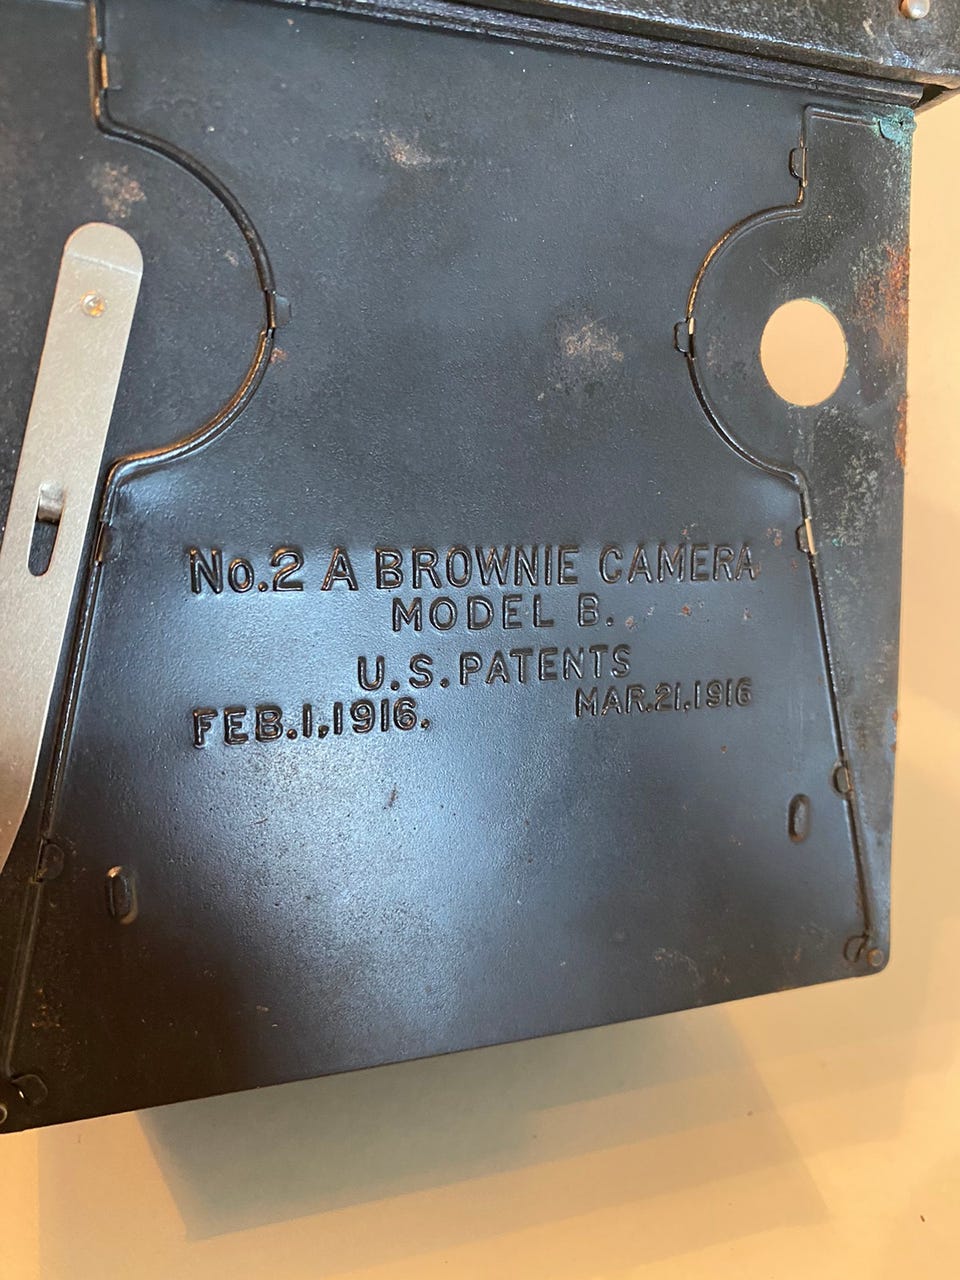 No. 2 A BROWNIE CAMERA
MODEL B.
U.S. PATENTS
FEB. 1, 1916. MAR. 21, 1916